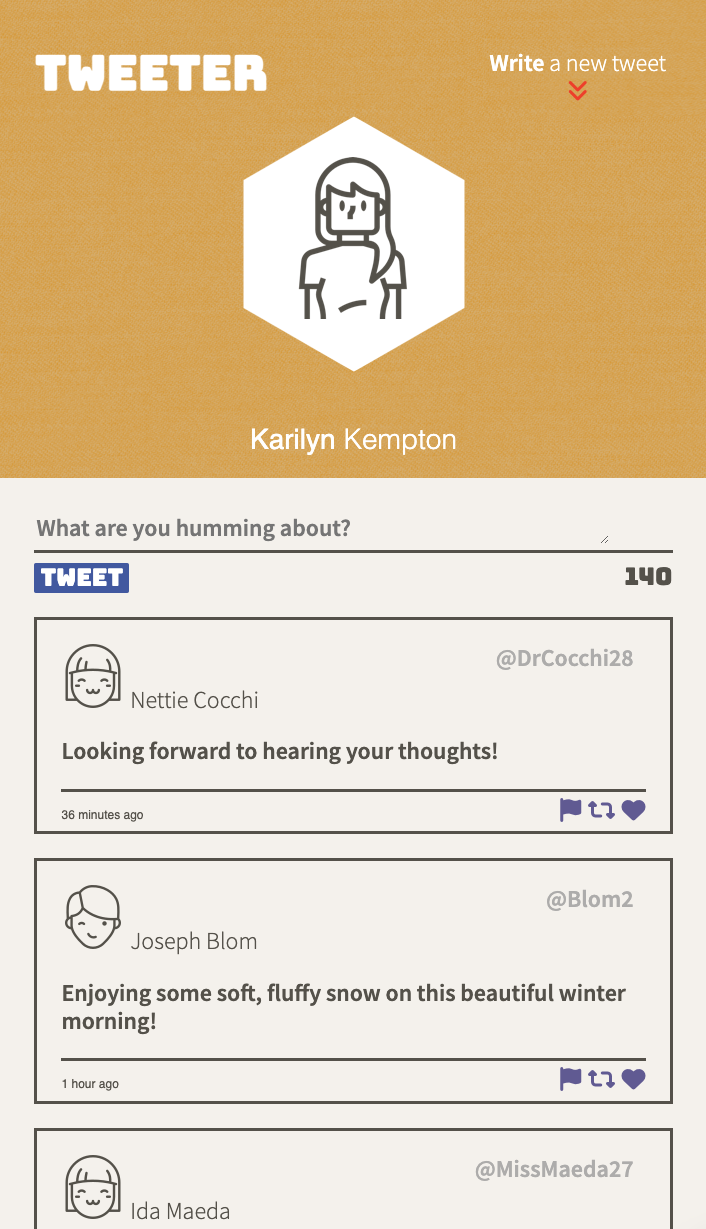 TWEETER
Write a new tweet
Karilyn Kempton
What are you humming about?
TWEET
140
@DrCocchi28
Nettie Cocchi
Looking forward to hearing your thoughts!
36 minutes ago
@Blom2
Joseph Blom
Enjoying some soft, fluffy snow on this beautiful winter
morning!
1 hour ago
@MissMaeda27
Ida Maeda